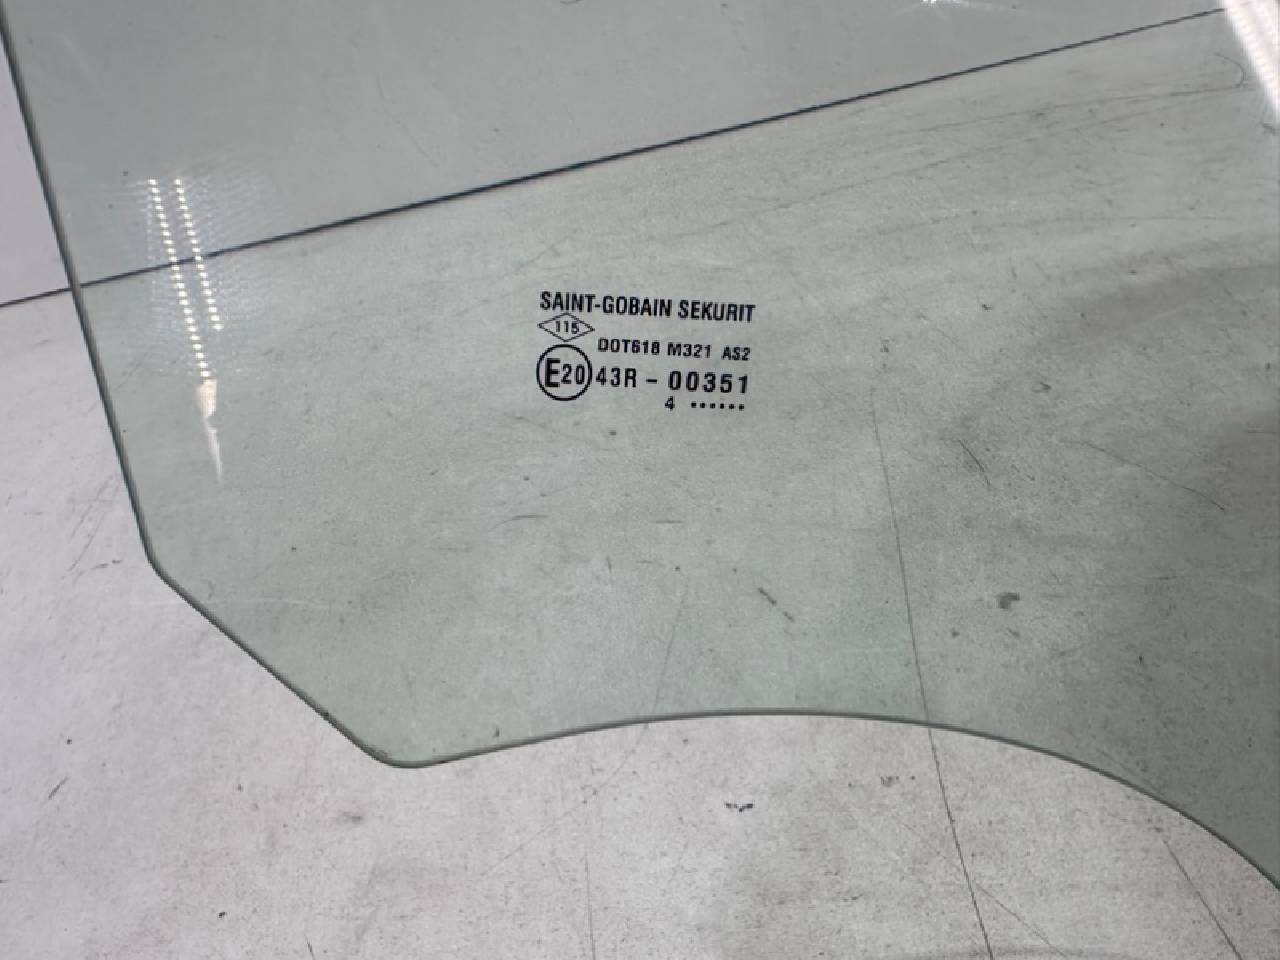 SAINT-GOBAIN SEKURIT
115
DOT618 M321 AS2
E20 43R - 00351
4 ••••••